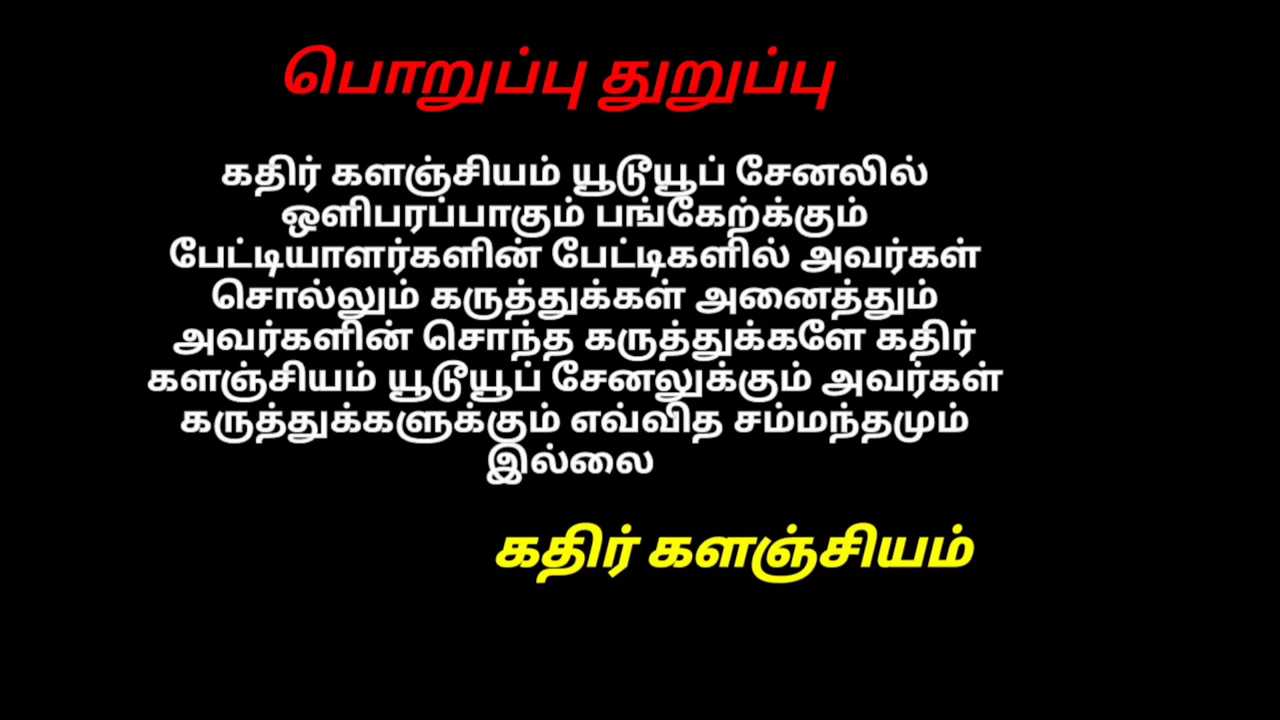 பொறுப்பு துறுப்பு
கதிர் களஞ்சியம் யூடூயூப் சேனலில்
ஒளிபரப்பாகும் பங்கேற்க்கும்
பேட்டியாளர்களின் பேட்டிகளில் அவர்கள்
சொல்லும் கருத்துக்கள் அனைத்தும்
அவர்களின் சொந்த கருத்துக்களே கதிர்
களஞ்சியம் யூடூயூப் சேனலுக்கும் அவர்கள்
கருத்துக்களுக்கும் எவ்வித சம்மந்தமும்
இல்லை
கதிர் களஞ்சியம்